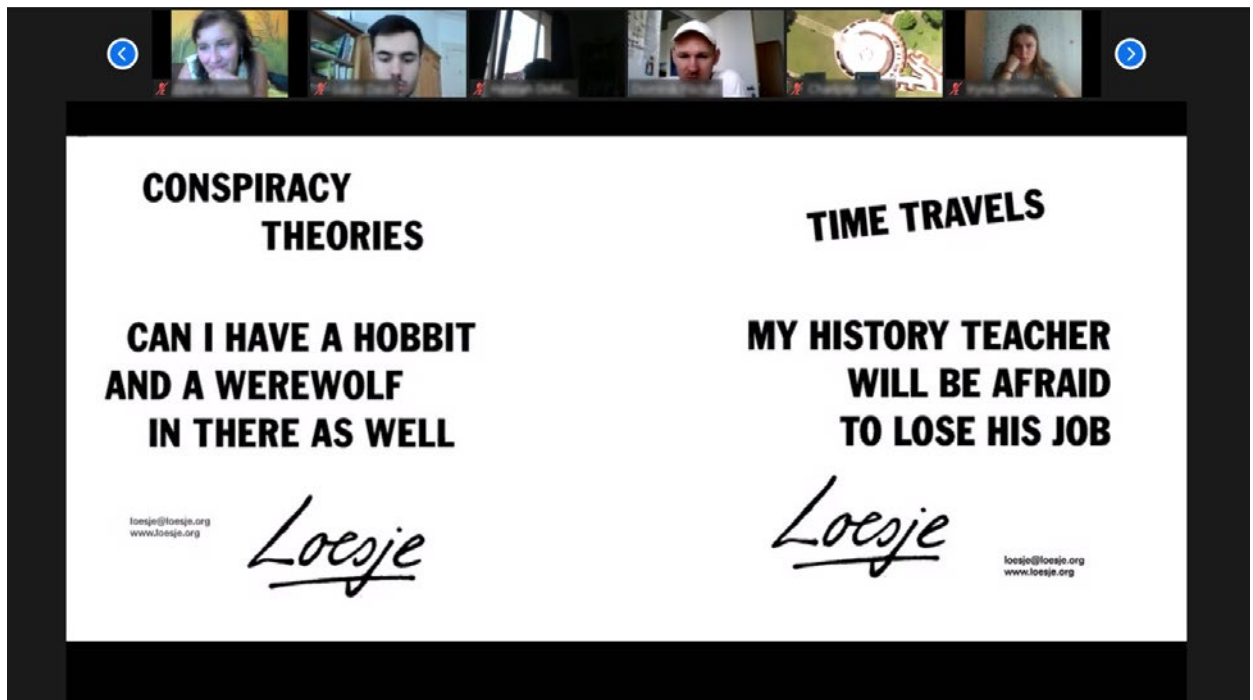 CONSPIRACY
THEORIES
CAN I HAVE A HOBBIT
AND A WEREWOLF
IN THERE AS WELL
loesje@loesje.org
www.loesje.org
Loesje
TIME TRAVELS
MY HISTORY TEACHER
WILL BE AFRAID
TO LOSE HIS JOB
Loesje
loesje@loesje.org
www.loesje.org